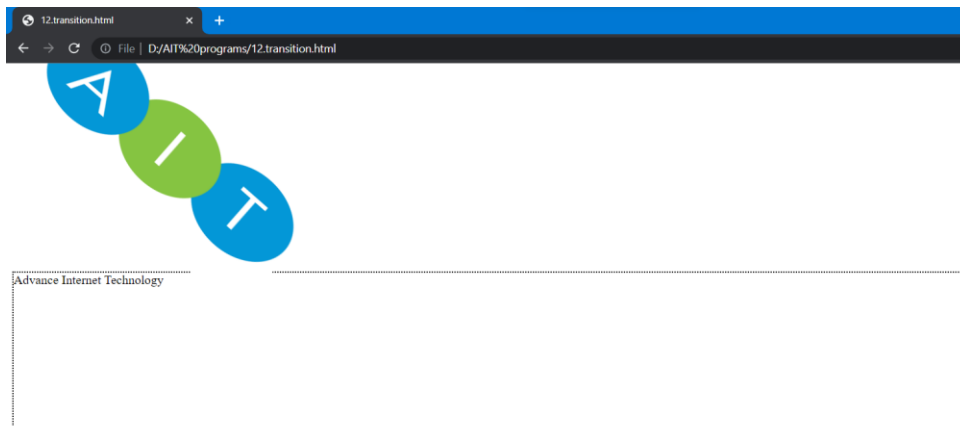 12.transition.html
File | D:/AIT%20programs/12.transition.html
A
I
T
Advance Internet Technology